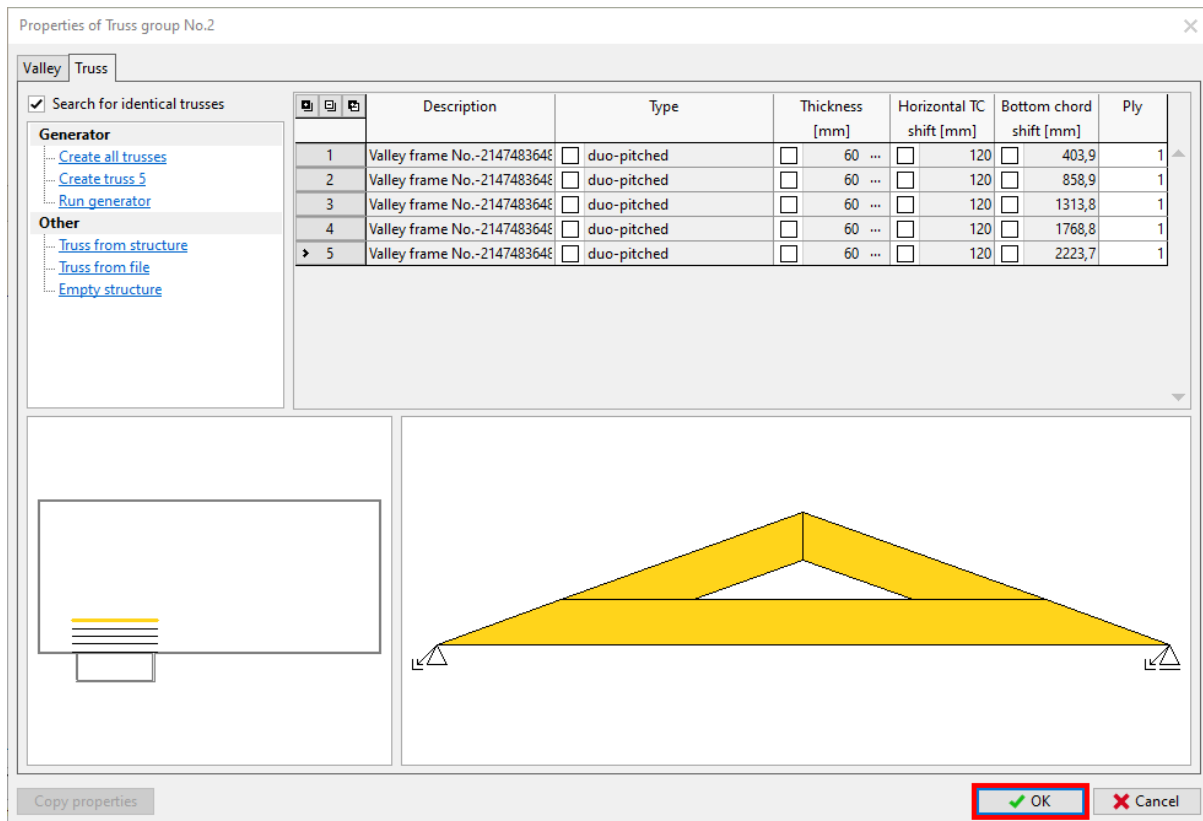 Properties of Truss group No.2
Valley Truss
Search for identical trusses
Generator
Create all trusses
Create truss 5
Run generator
Other
Truss from structure
Truss from file
Empty structure
Description Type Thickness Horizontal TC Bottom chord Ply
[mm] shift [mm] shift [mm]
1 Valley frame No.-2147483648 duo-pitched 60 ... 120 403,9 1
2 Valley frame No.-2147483648 duo-pitched 60 ... 120 858,9 1
3 Valley frame No.-2147483648 duo-pitched 60 ... 120 1313,8 1
4 Valley frame No.-2147483648 duo-pitched 60 ... 120 1768,8 1
5 Valley frame No.-2147483648 duo-pitched 60 ... 120 2223,7 1
Copy properties
OK
Cancel